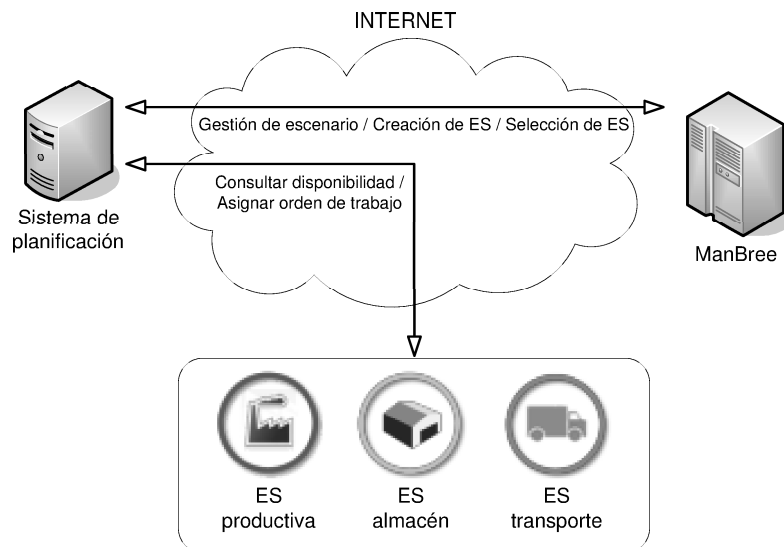 INTERNET
Gestión de escenario / Creación de ES / Selección de ES
Consultar disponibilidad /
Asignar orden de trabajo
Sistema de
planificación
ManBree
ES
productiva
ES
almacén
ES
transporte